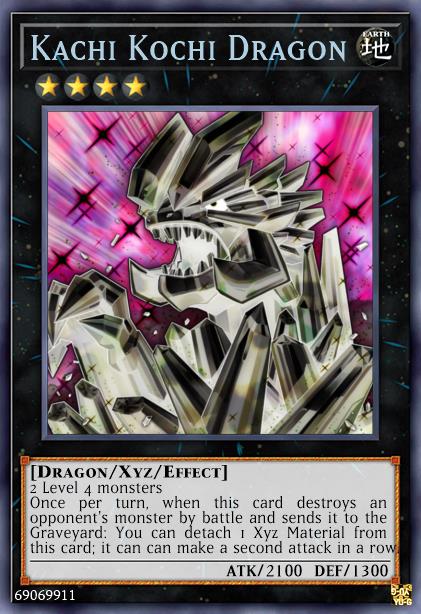 Kachi Kochi Dragon
EARTH
地
[Dragon/Xyz/Effect]
2 Level 4 monsters
Once per turn, when this card destroys an
opponent's monster by battle and sends it to the
Graveyard: You can detach 1 Xyz Material from
this card; it can can make a second attack in a row
ATK/2100 DEF/1300
69069911